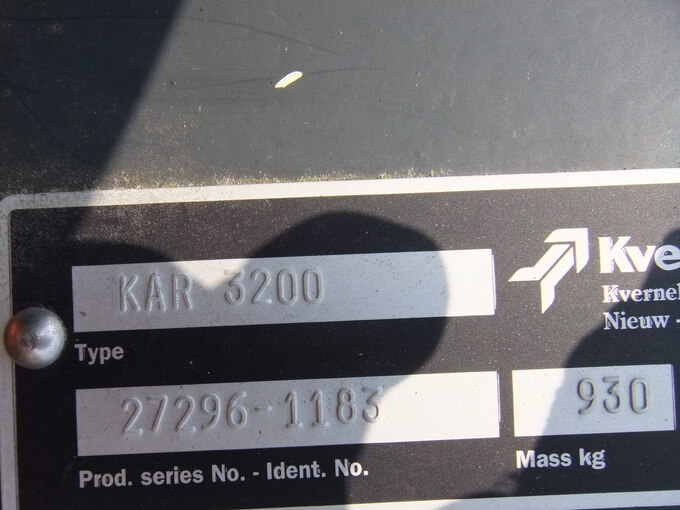 KAR 3200
Type
Kve
Kvernel
Nieuw -
27296-1183
930
Prod. series No. - Ident. No.
Mass kg